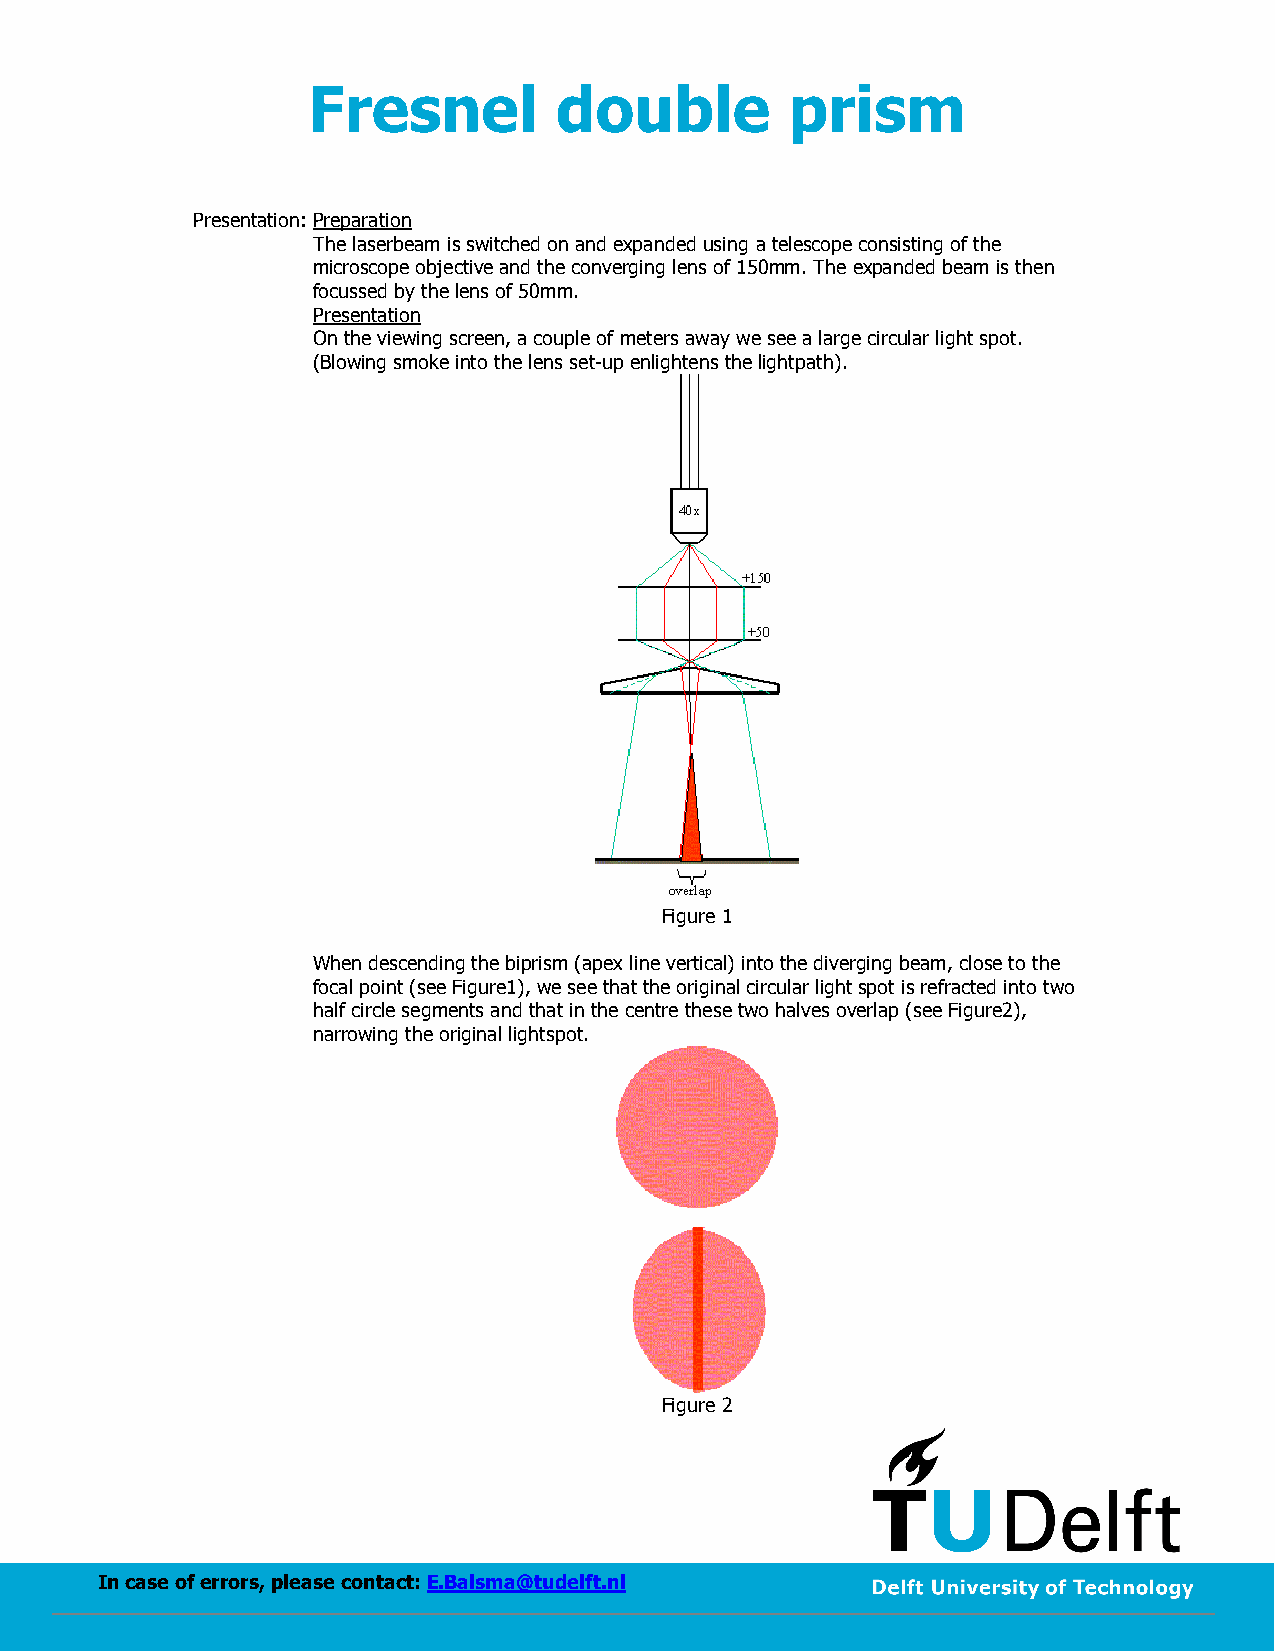 Fresnel double prism
Presentation: Preparation
The laserbeam is switched on and expanded using a telescope consisting of the
microscope objective and the converging lens of 150mm. The expanded beam is then
focussed by the lens of 50mm.
Presentation
On the viewing screen, a couple of meters away we see a large circular light spot.
(Blowing smoke into the lens set-up enlightens the lightpath).
40x
+150
+50
overlap
Figure 1
When descending the biprism (apex line vertical) into the diverging beam, close to the
focal point (see Figure1), we see that the original circular light spot is refracted into two
half circle segments and that in the centre these two halves overlap (see Figure2),
narrowing the original lightspot.
Figure 2
TUDelft
In case of errors, please contact: E.Balsma@tudelft.nl
Delft University of Technology